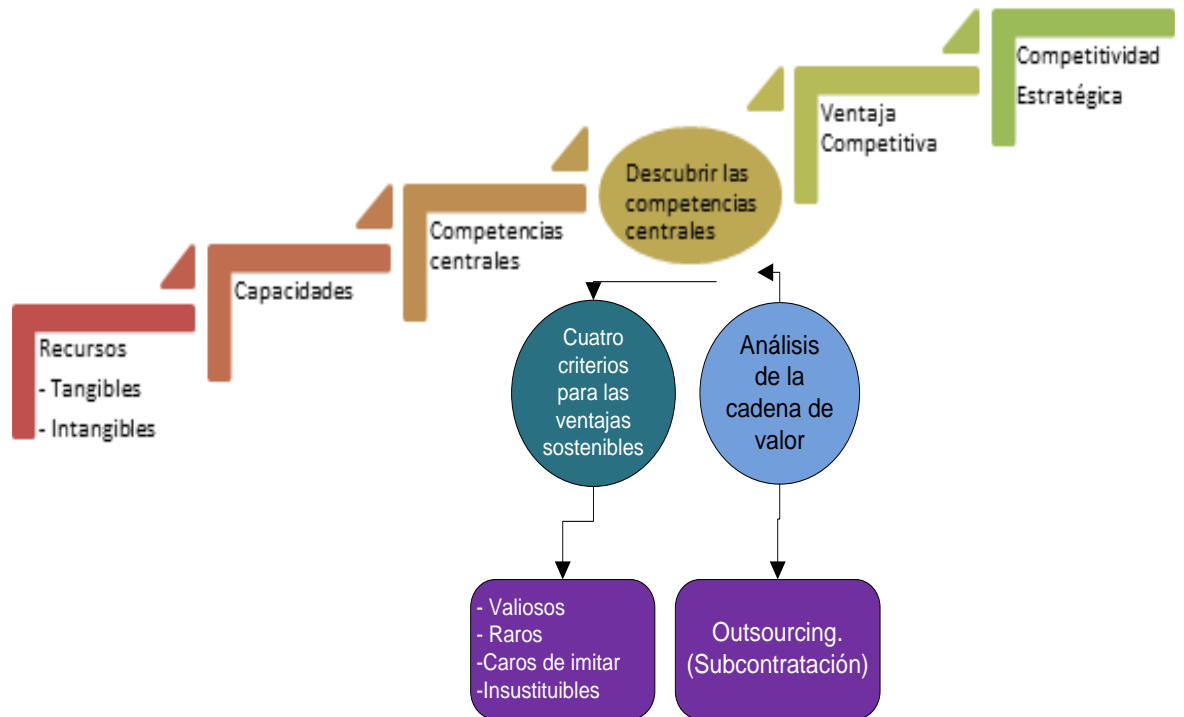 Recursos
- Tangibles
- Intangibles
Capacidades
Competencias
centrales
Descubrir las
competencias
centrales
Ventaja
Competitiva
Competitividad
Estratégica
Cuatro
criterios
para las
ventajas
sostenibles
Análisis
de la
cadena de
valor
- Valiosos
- Raros
-Caros de imitar
-Insustituibles
Outsourcing.
(Subcontratación)